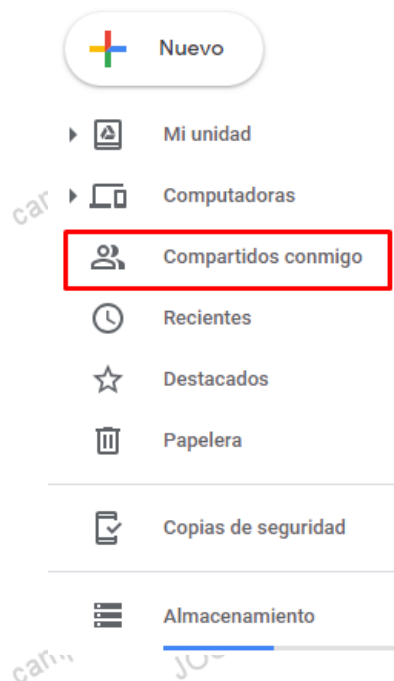 Nuevo
Mi unidad
Computadoras
Compartidos conmigo
Recientes
Destacados
Papelera
Copias de seguridad
Almacenamiento